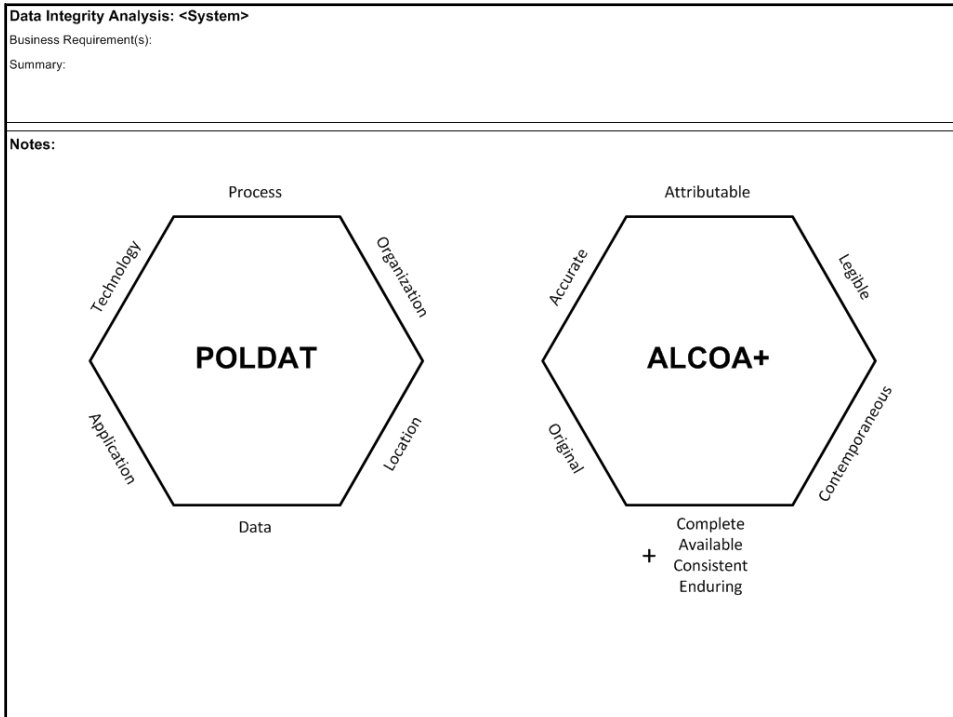 Data Integrity Analysis: <System>
Business Requirement(s):
Summary:
Notes:
Process
Organization
Location
Data
Application
Technology
POLDAT
Attributable
Legible
Contemporaneous
+
Complete
Available
Consistent
Enduring
Original
Accurate
ALCOA+